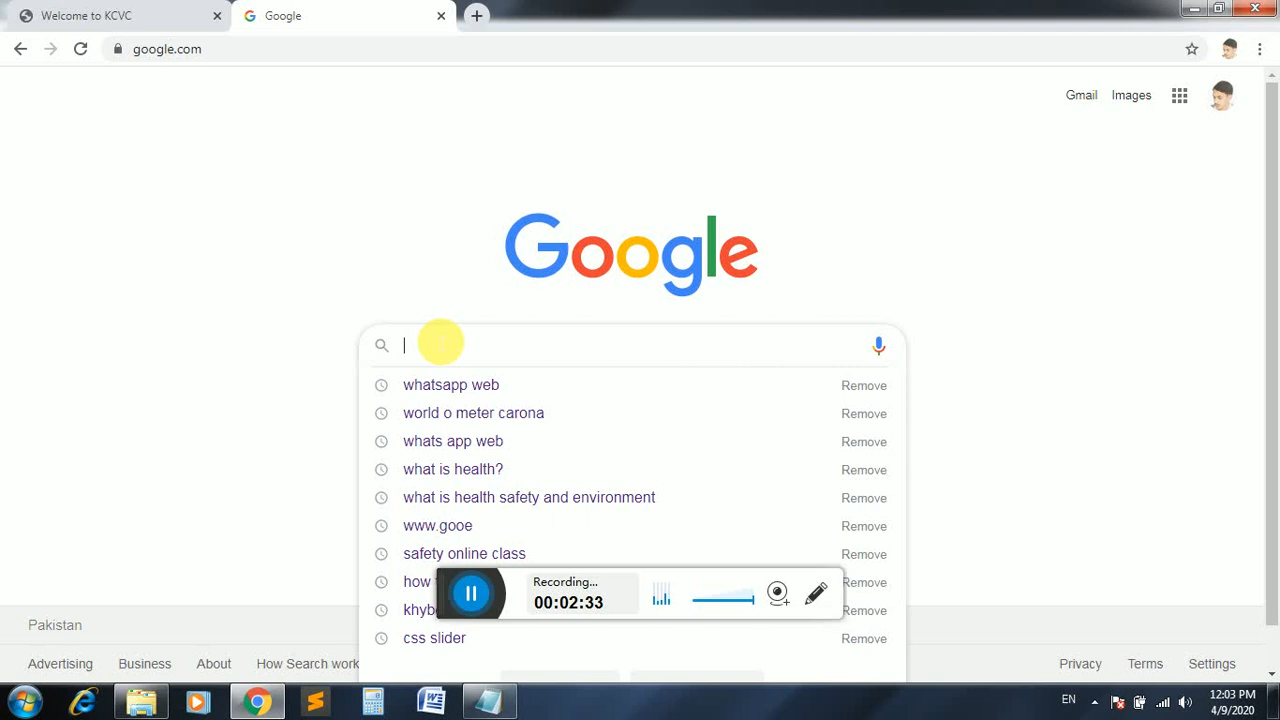 Welcome to KCVC
Google
google.com
Gmail Images
Google
whatsapp web Remove
world o meter carona Remove
whats app web Remove
what is health? Remove
what is health safety and environment Remove
www.gooe Remove
safety online class Remove
how Remove
khybe Remove
css slider Remove
Recording...
00:02:33
Pakistan
Advertising Business About How Search work
Privacy Terms Settings
EN
12:03 PM
4/9/2020